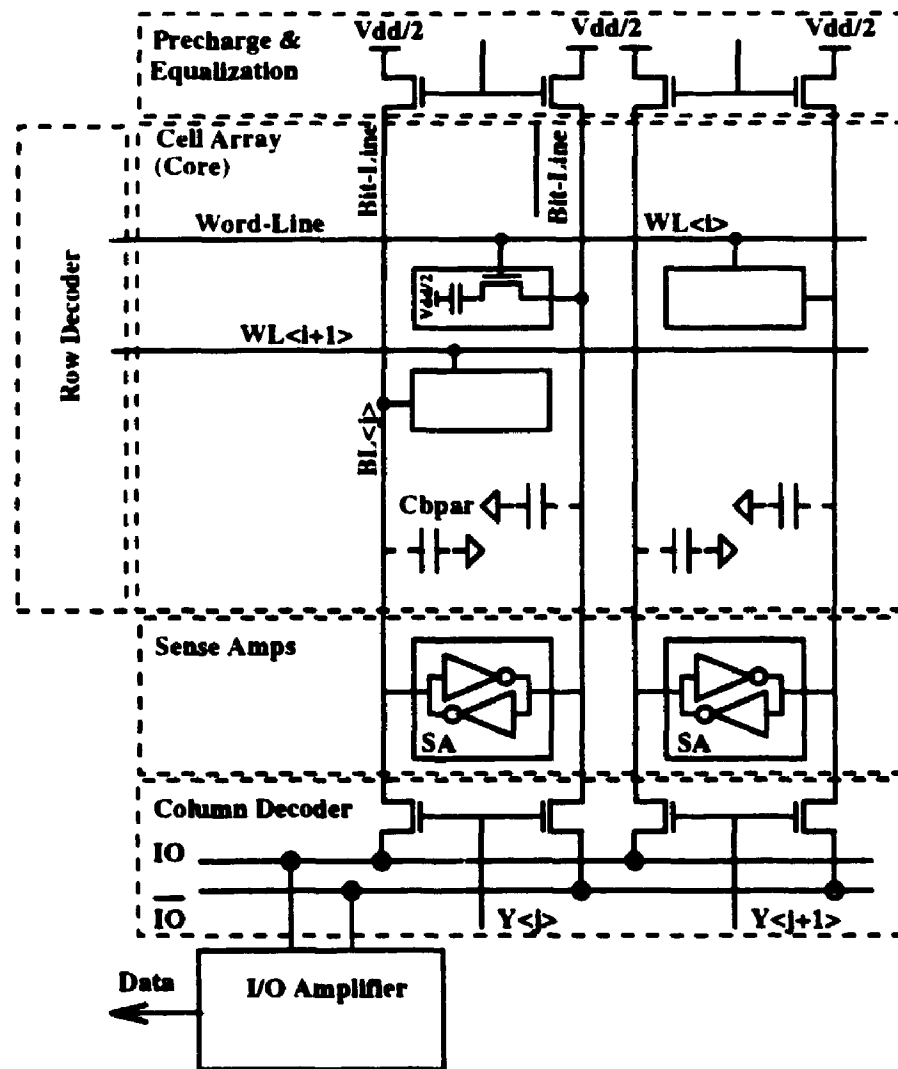 Precharge &
Equalization
Vdd/2
Vdd/2
Vdd/2
Cell Array
(Core)
Bit-Line
Bit-Line
Row Decoder
Word-Line
WL<i>
Vdd/2
WL<i+1>
BL<j>
Cbpar
Sense Amps
SA
SA
Column Decoder
IO
IO
Y<j>
Y<j+1>
Data
I/O Amplifier